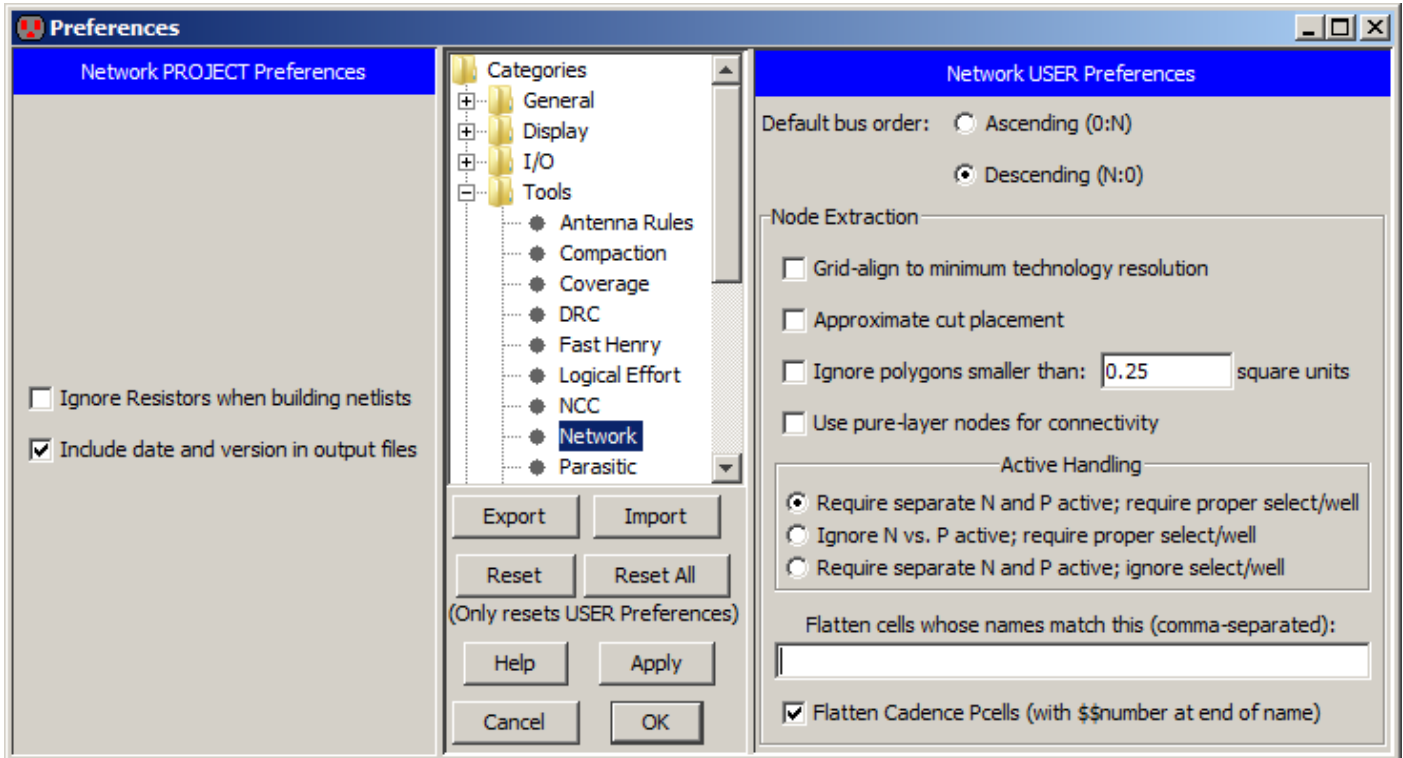 Preferences
Network PROJECT Preferences
Ignore Resistors when building netlists
Include date and version in output files
Categories
General
Display
I/O
Tools
Antenna Rules
Compaction
Coverage
DRC
Fast Henry
Logical Effort
NCC
Network
Parasitic
Export Import
Reset Reset All
(Only resets USER Preferences)
Help Apply
Cancel OK
Network USER Preferences
Default bus order: Ascending (0:N)
Descending (N:0)
Node Extraction
Grid-align to minimum technology resolution
Approximate cut placement
Ignore polygons smaller than: 0.25 square units
Use pure-layer nodes for connectivity
Active Handling
Require separate N and P active; require proper select/well
Ignore N vs. P active; require proper select/well
Require separate N and P active; ignore select/well
Flatten cells whose names match this (comma-separated):
Flatten Cadence Pcells (with $$number at end of name)